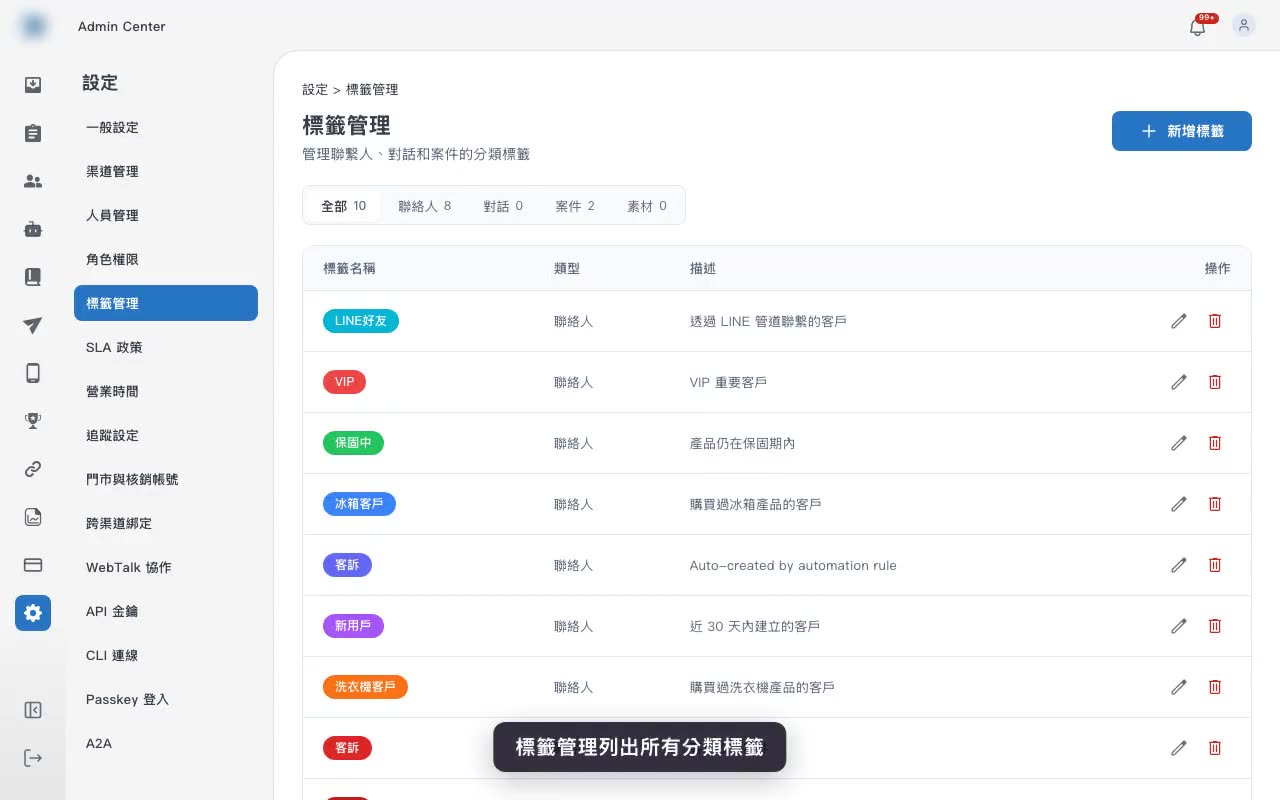 Admin Center
99+
設定
一般設定
渠道管理
人員管理
角色權限
標籤管理
SLA 政策
營業時間
追蹤設定
門市與核銷帳號
跨渠道綁定
WebTalk 協作
API 金鑰
CLI 連線
Passkey 登入
A2A
設定 > 標籤管理
標籤管理
管理聯繫人、對話和案件的分類標籤
＋ 新增標籤
全部 10 聯絡人 8 對話 0 案件 2 素材 0
標籤名稱 類型 描述 操作
LINE好友 聯絡人 透過 LINE 管道聯繫的客戶
VIP 聯絡人 VIP 重要客戶
保固中 聯絡人 產品仍在保固期內
冰箱客戶 聯絡人 購買過冰箱產品的客戶
客訴 聯絡人 Auto-created by automation rule
新用戶 聯絡人 近 30 天內建立的客戶
洗衣機客戶 聯絡人 購買過洗衣機產品的客戶
客訴
標籤管理列出所有分類標籤